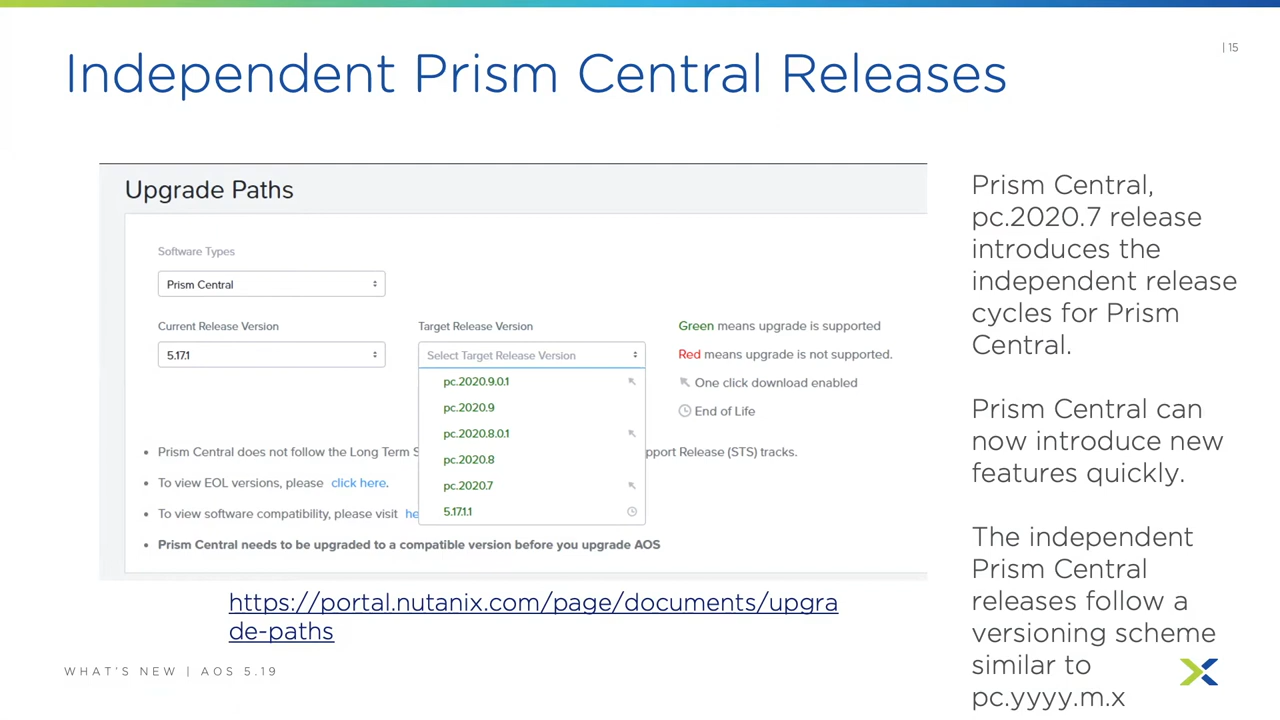 | 15
Independent Prism Central Releases
Upgrade Paths
Software Types
Prism Central
Current Release Version
5.17.1
Target Release Version
Select Target Release Version
pc.2020.9.0.1
pc.2020.9
pc.2020.8.0.1
pc.2020.8
pc.2020.7
5.17.1.1
Green means upgrade is supported
Red means upgrade is not supported.
One click download enabled
End of Life
• Prism Central does not follow the Long Term S
pport Release (STS) tracks.
• To view EOL versions, please click here.
• To view software compatibility, please visit he
• Prism Central needs to be upgraded to a compatible version before you upgrade AOS
https://portal.nutanix.com/page/documents/upgra
de-paths
Prism Central,
pc.2020.7 release
introduces the
independent release
cycles for Prism
Central.
Prism Central can
now introduce new
features quickly.
The independent
Prism Central
releases follow a
versioning scheme
similar to
pc.yyyy.m.x
WHAT'S NEW | AOS 5.19